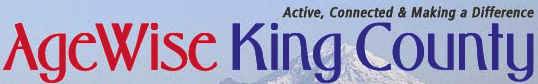 Active, Connected & Making a Difference
AgeWise King County